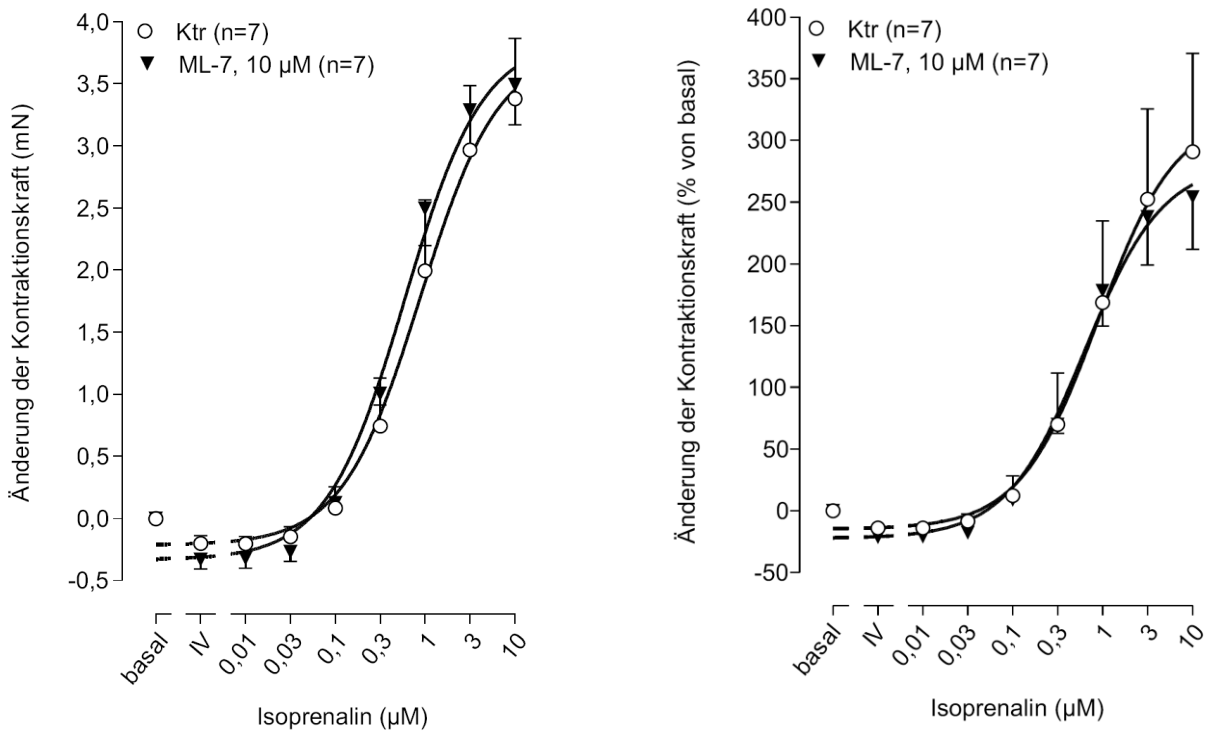 Ktr (n=7)
ML-7, 10 µM (n=7)
Änderung der Kontraktionskraft (mN)
4,0
3,5
3,0
2,5
2,0
1,5
1,0
0,5
0,0
-0,5
basal
IV
0,01
0,03
0,1
0,3
1
3
10
Isoprenalin (µM)
Ktr (n=7)
ML-7, 10 µM (n=7)
Änderung der Kontraktionskraft (% von basal)
400
350
300
250
200
150
100
50
0
-50
basal
IV
0,01
0,03
0,1
0,3
1
3
10
Isoprenalin (µM)